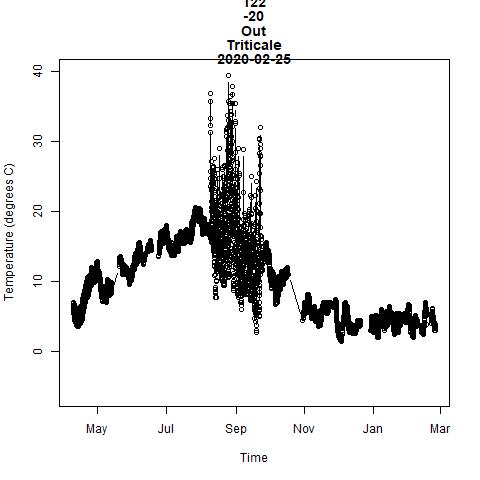 122
-20
Out
Triticale
2020-02-25
Temperature (degrees C)
40
30
20
10
0
May
Jul
Sep
Nov
Jan
Mar
Time